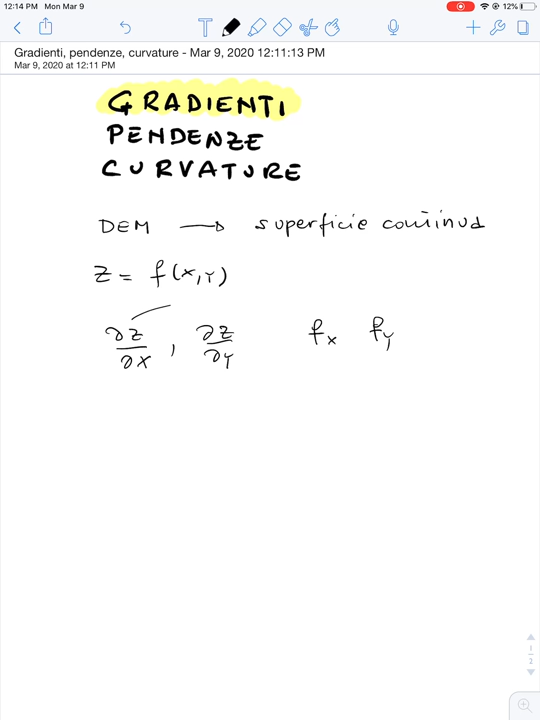 12:14 PM Mon Mar 9
12%
T
Gradienti, pendenze, curvature - Mar 9, 2020 12:11:13 PM
Mar 9, 2020 at 12:11 PM
GRADIENTI
PENDENZE
CURVATURE
DEM → superficie continua
Z = f(x,y)
∂Z/∂X , ∂Z/∂Y fx fy
1
2